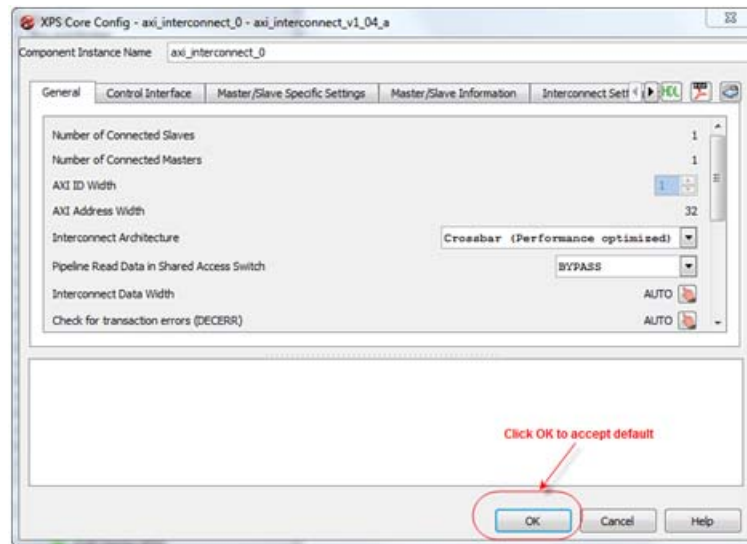 XPS Core Config - axi_interconnect_0 - axi_interconnect_v1_04_a
Component Instance Name axi_interconnect_0
General Control Interface Master/Slave Specific Settings Master/Slave Information Interconnect Sett HDL
Number of Connected Slaves 1
Number of Connected Masters 1
AXI ID Width 1
AXI Address Width 32
Interconnect Architecture Crossbar (Performance optimized)
Pipeline Read Data in Shared Access Switch BYPASS
Interconnect Data Width AUTO
Check for transaction errors (DECERR) AUTO
Click OK to accept default
OK Cancel Help